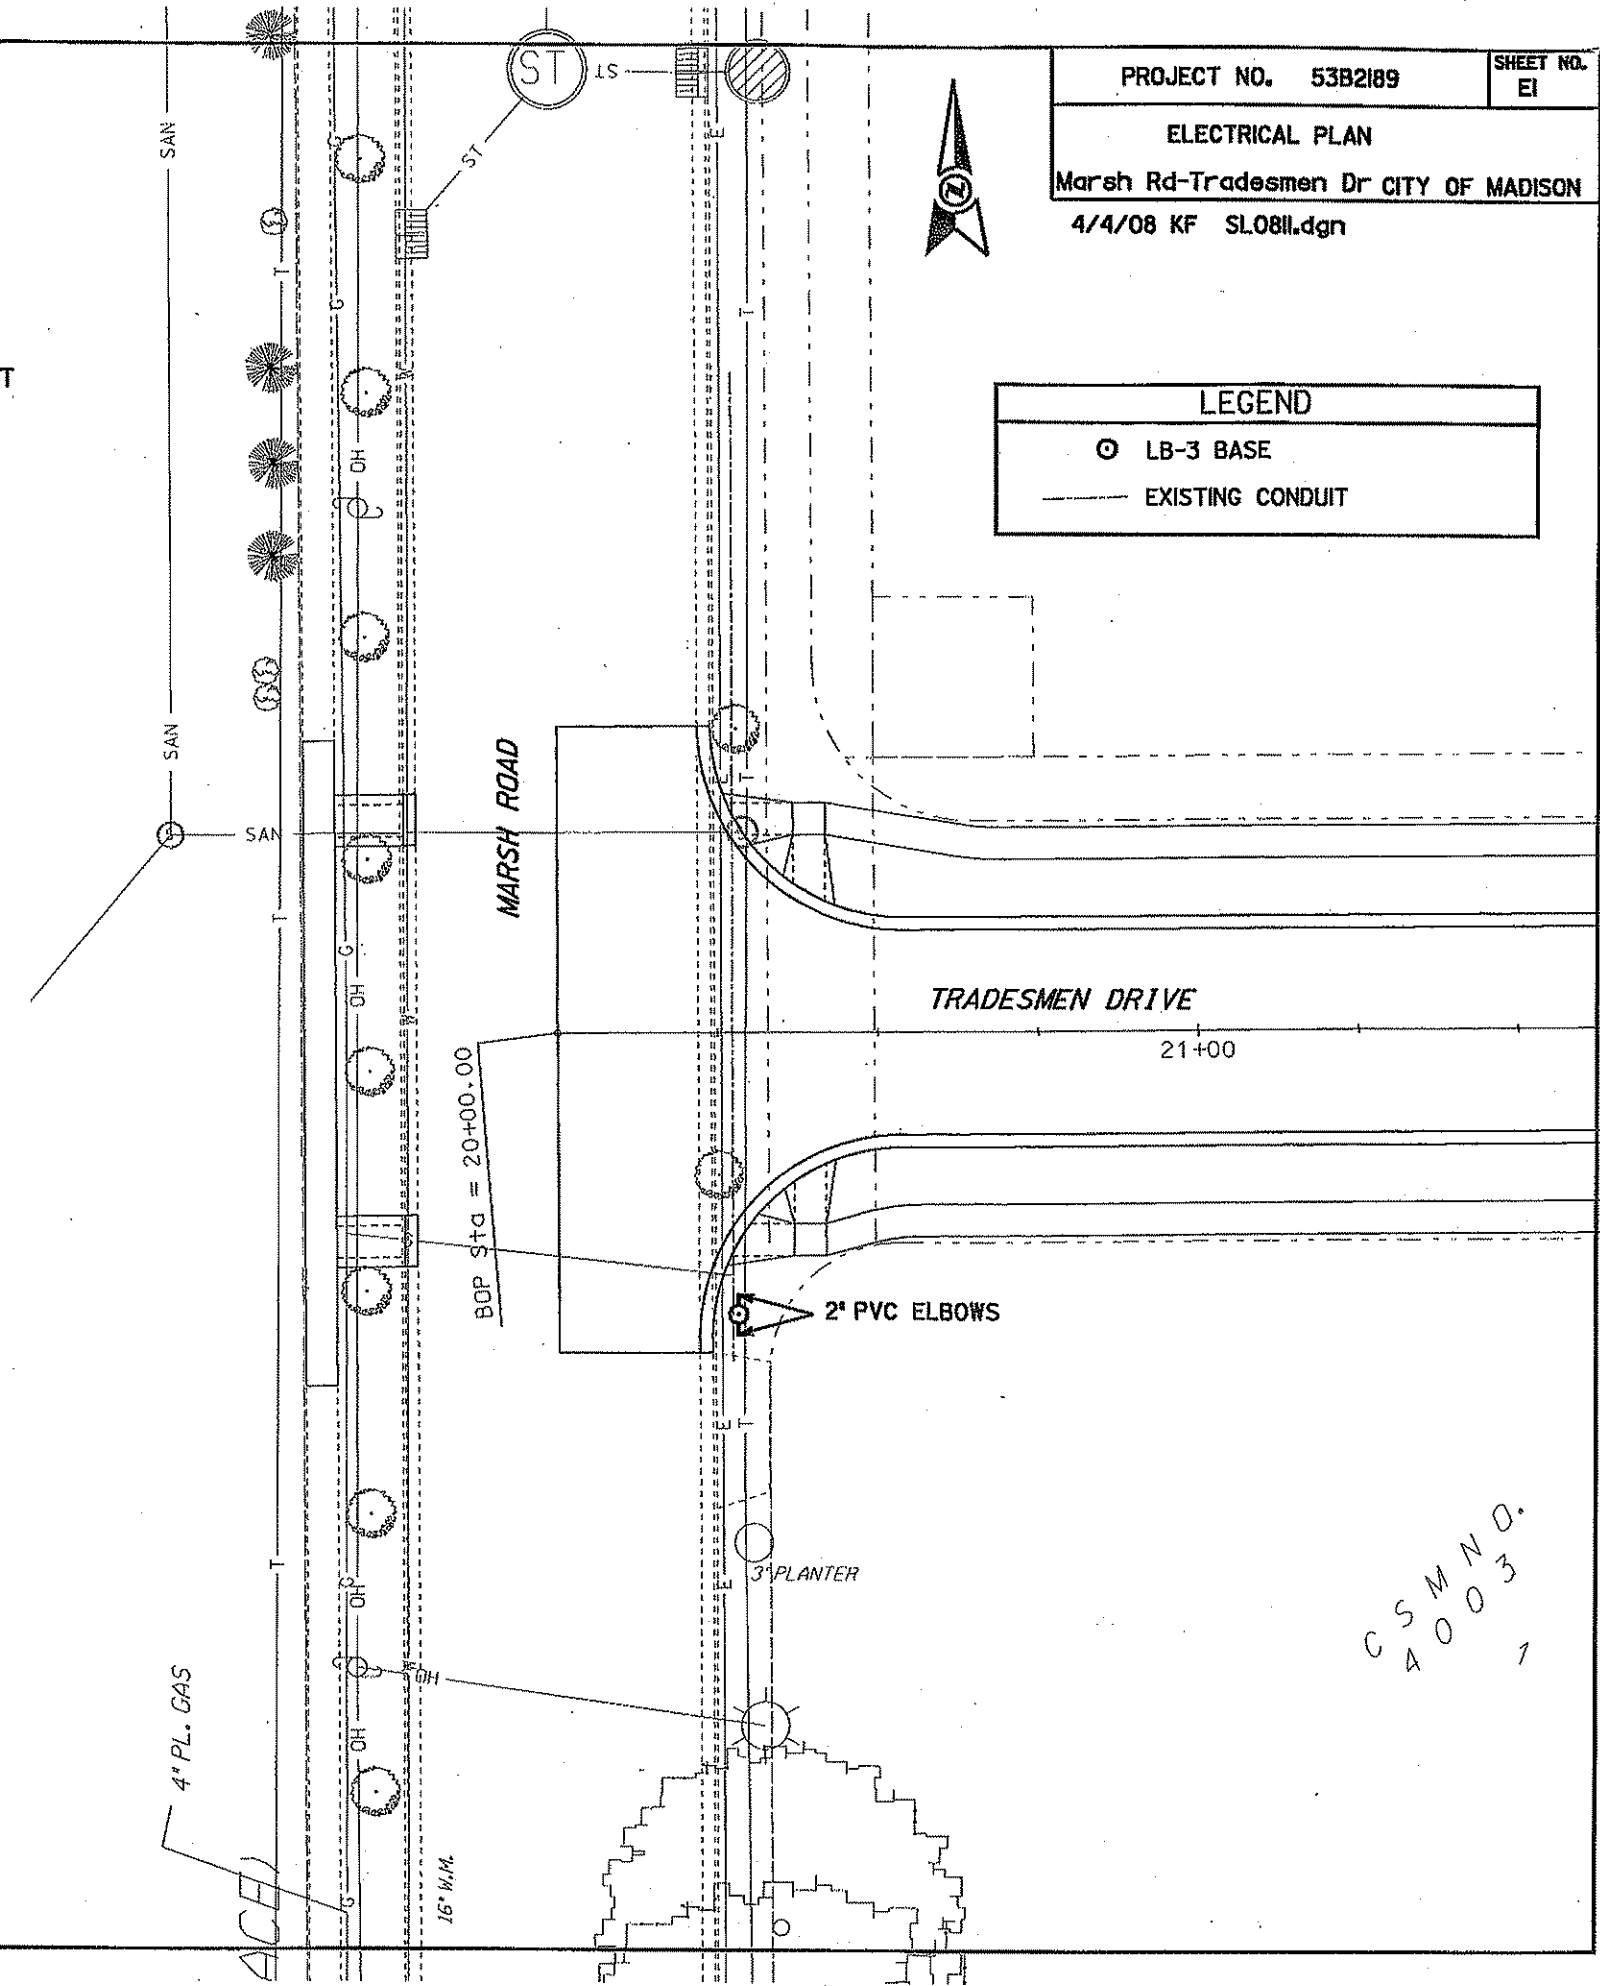 PROJECT NO. 53B2189
SHEET NO.
E1
ELECTRICAL PLAN
Marsh Rd-Tradesmen Dr CITY OF MADISON
4/4/08 KF SL0811.dgn
LEGEND
LB-3 BASE
EXISTING CONDUIT
ST
ST
ST
SAN
SAN
SAN
T
T
T
T
T
T
T
E
E
E
E
G
G
G
G
G
G
OH
OH
OH
OH
OH
W
W
W
W
MARSH ROAD
TRADESMEN DRIVE
21+00
BOP Sta = 20+00.00
2" PVC ELBOWS
3' PLANTER
4" PL. GAS
16" W.M.
ACE)
CSM NO.
4003
1